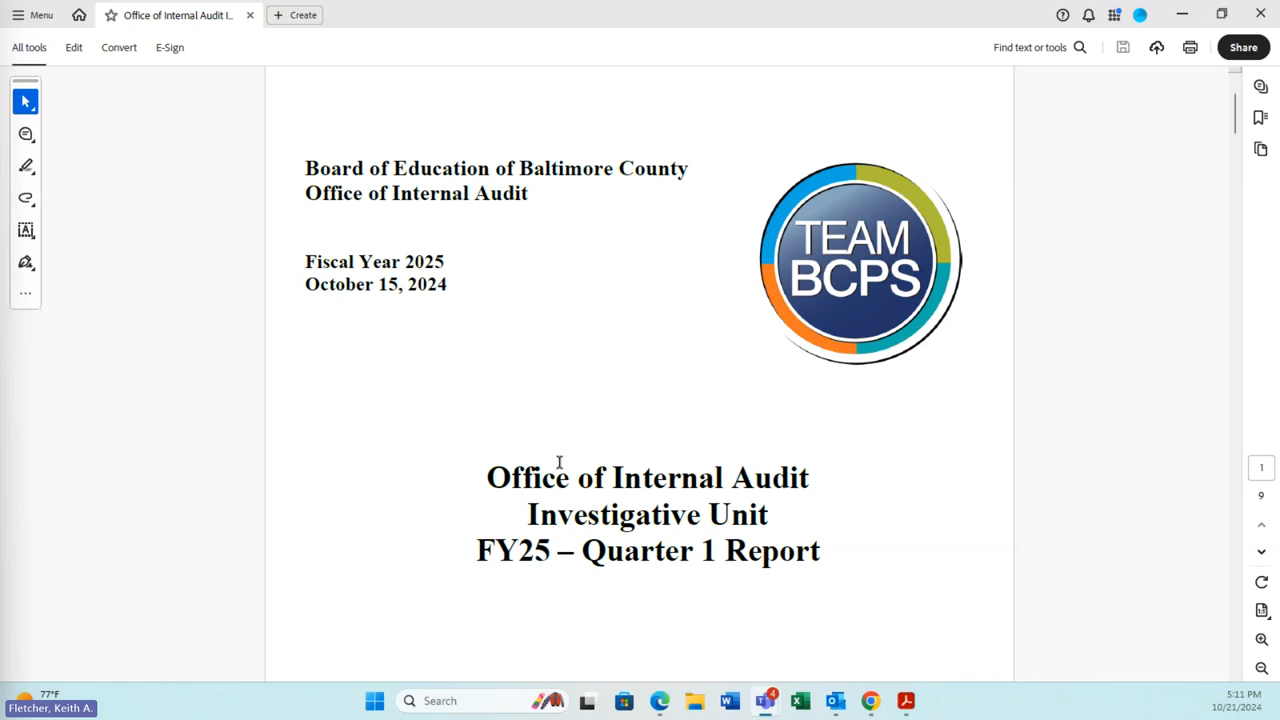 Menu
Office of Internal Audit I...
Create
All tools
Edit
Convert
E-Sign
Find text or tools
Share
Board of Education of Baltimore County
Office of Internal Audit
Fiscal Year 2025
October 15, 2024
TEAM
BCPS
Office of Internal Audit
Investigative Unit
FY25 – Quarter 1 Report
1
9
77°F
Fletcher, Keith A.
Search
4
5:11 PM
10/21/2024